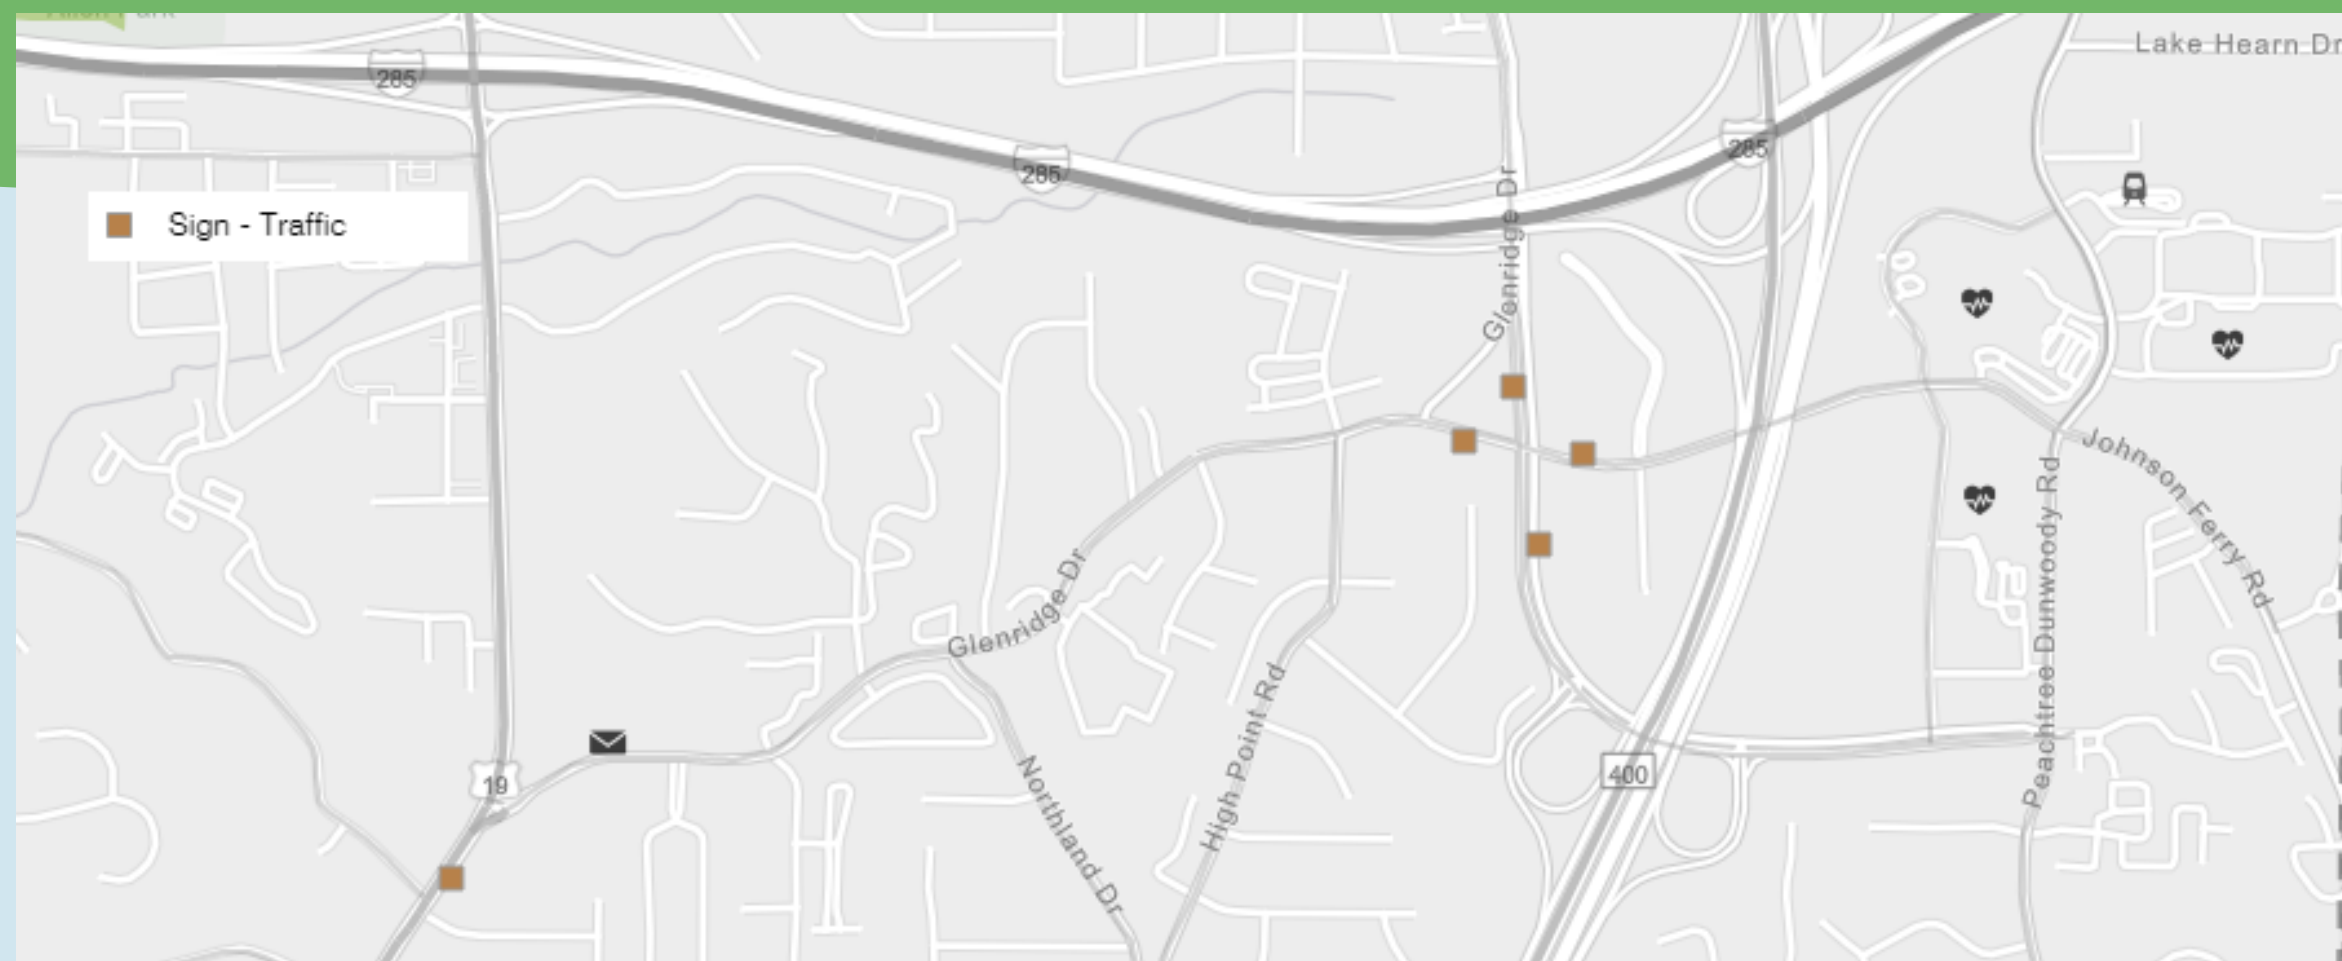 Lake Hearn Dr
285
285
285
Glenridge Dr
Sign - Traffic
Johnson Ferry Rd
Peachtree Dunwoody Rd
Glenridge Dr
High Point Rd
Northland Dr
19
400